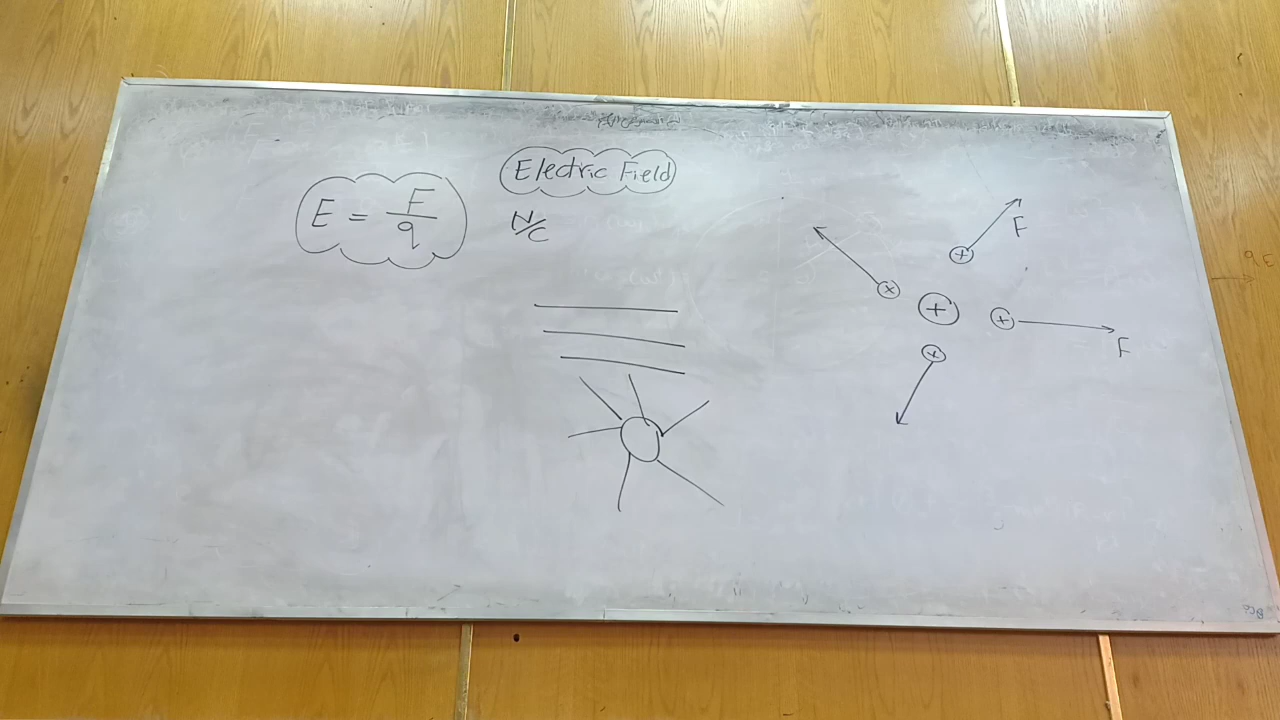 Electric Field
E = F/q
N/C
F
+
+
+
+
F
+